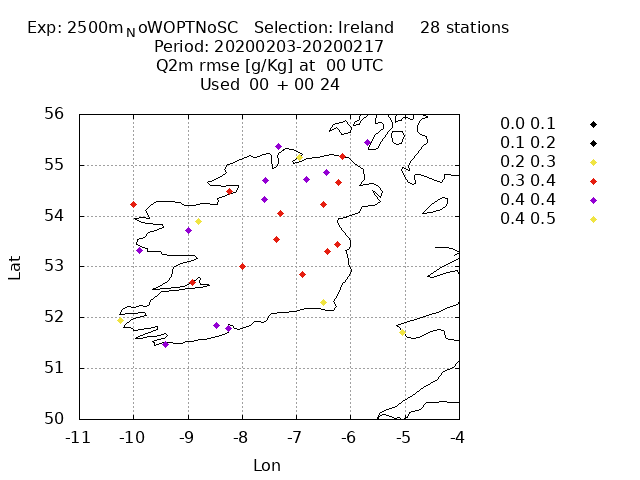 Exp: 2500mNoWOPTNoSC Selection: Ireland 28 stations
Period: 20200203-20200217
Q2m rmse [g/Kg] at 00 UTC
Used 00 + 00 24
56
55
54
53
52
51
50
-11 -10 -9 -8 -7 -6 -5 -4
Lat
Lon
0.0 0.1
0.1 0.2
0.2 0.3
0.3 0.4
0.4 0.4
0.4 0.5